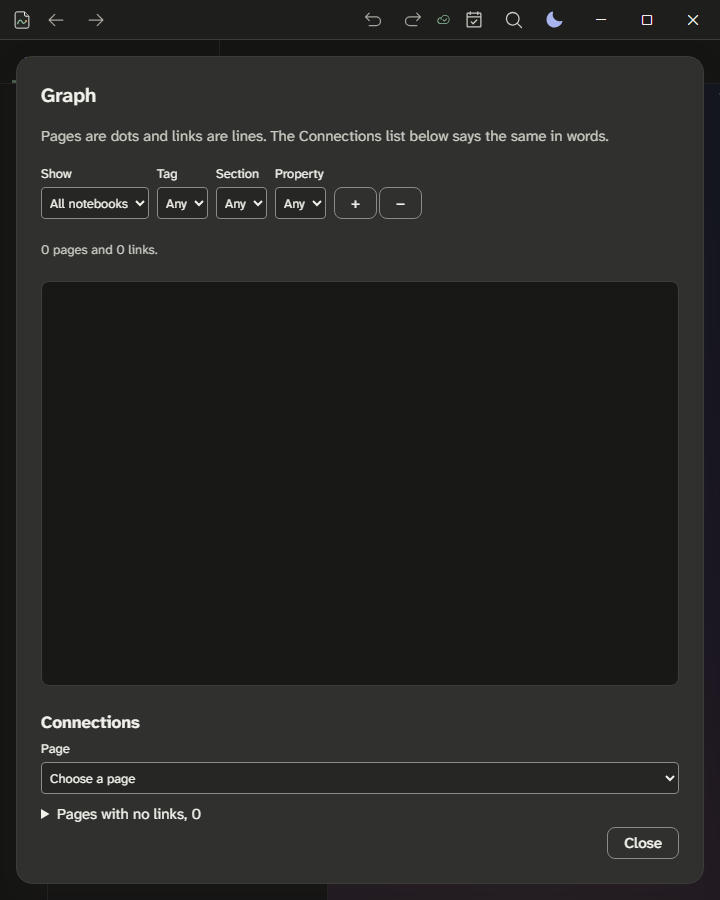 Graph
Pages are dots and links are lines. The Connections list below says the same in words.
Show Tag Section Property
All notebooks Any Any Any + −
0 pages and 0 links.
Connections
Page
Choose a page
Pages with no links, 0
Close